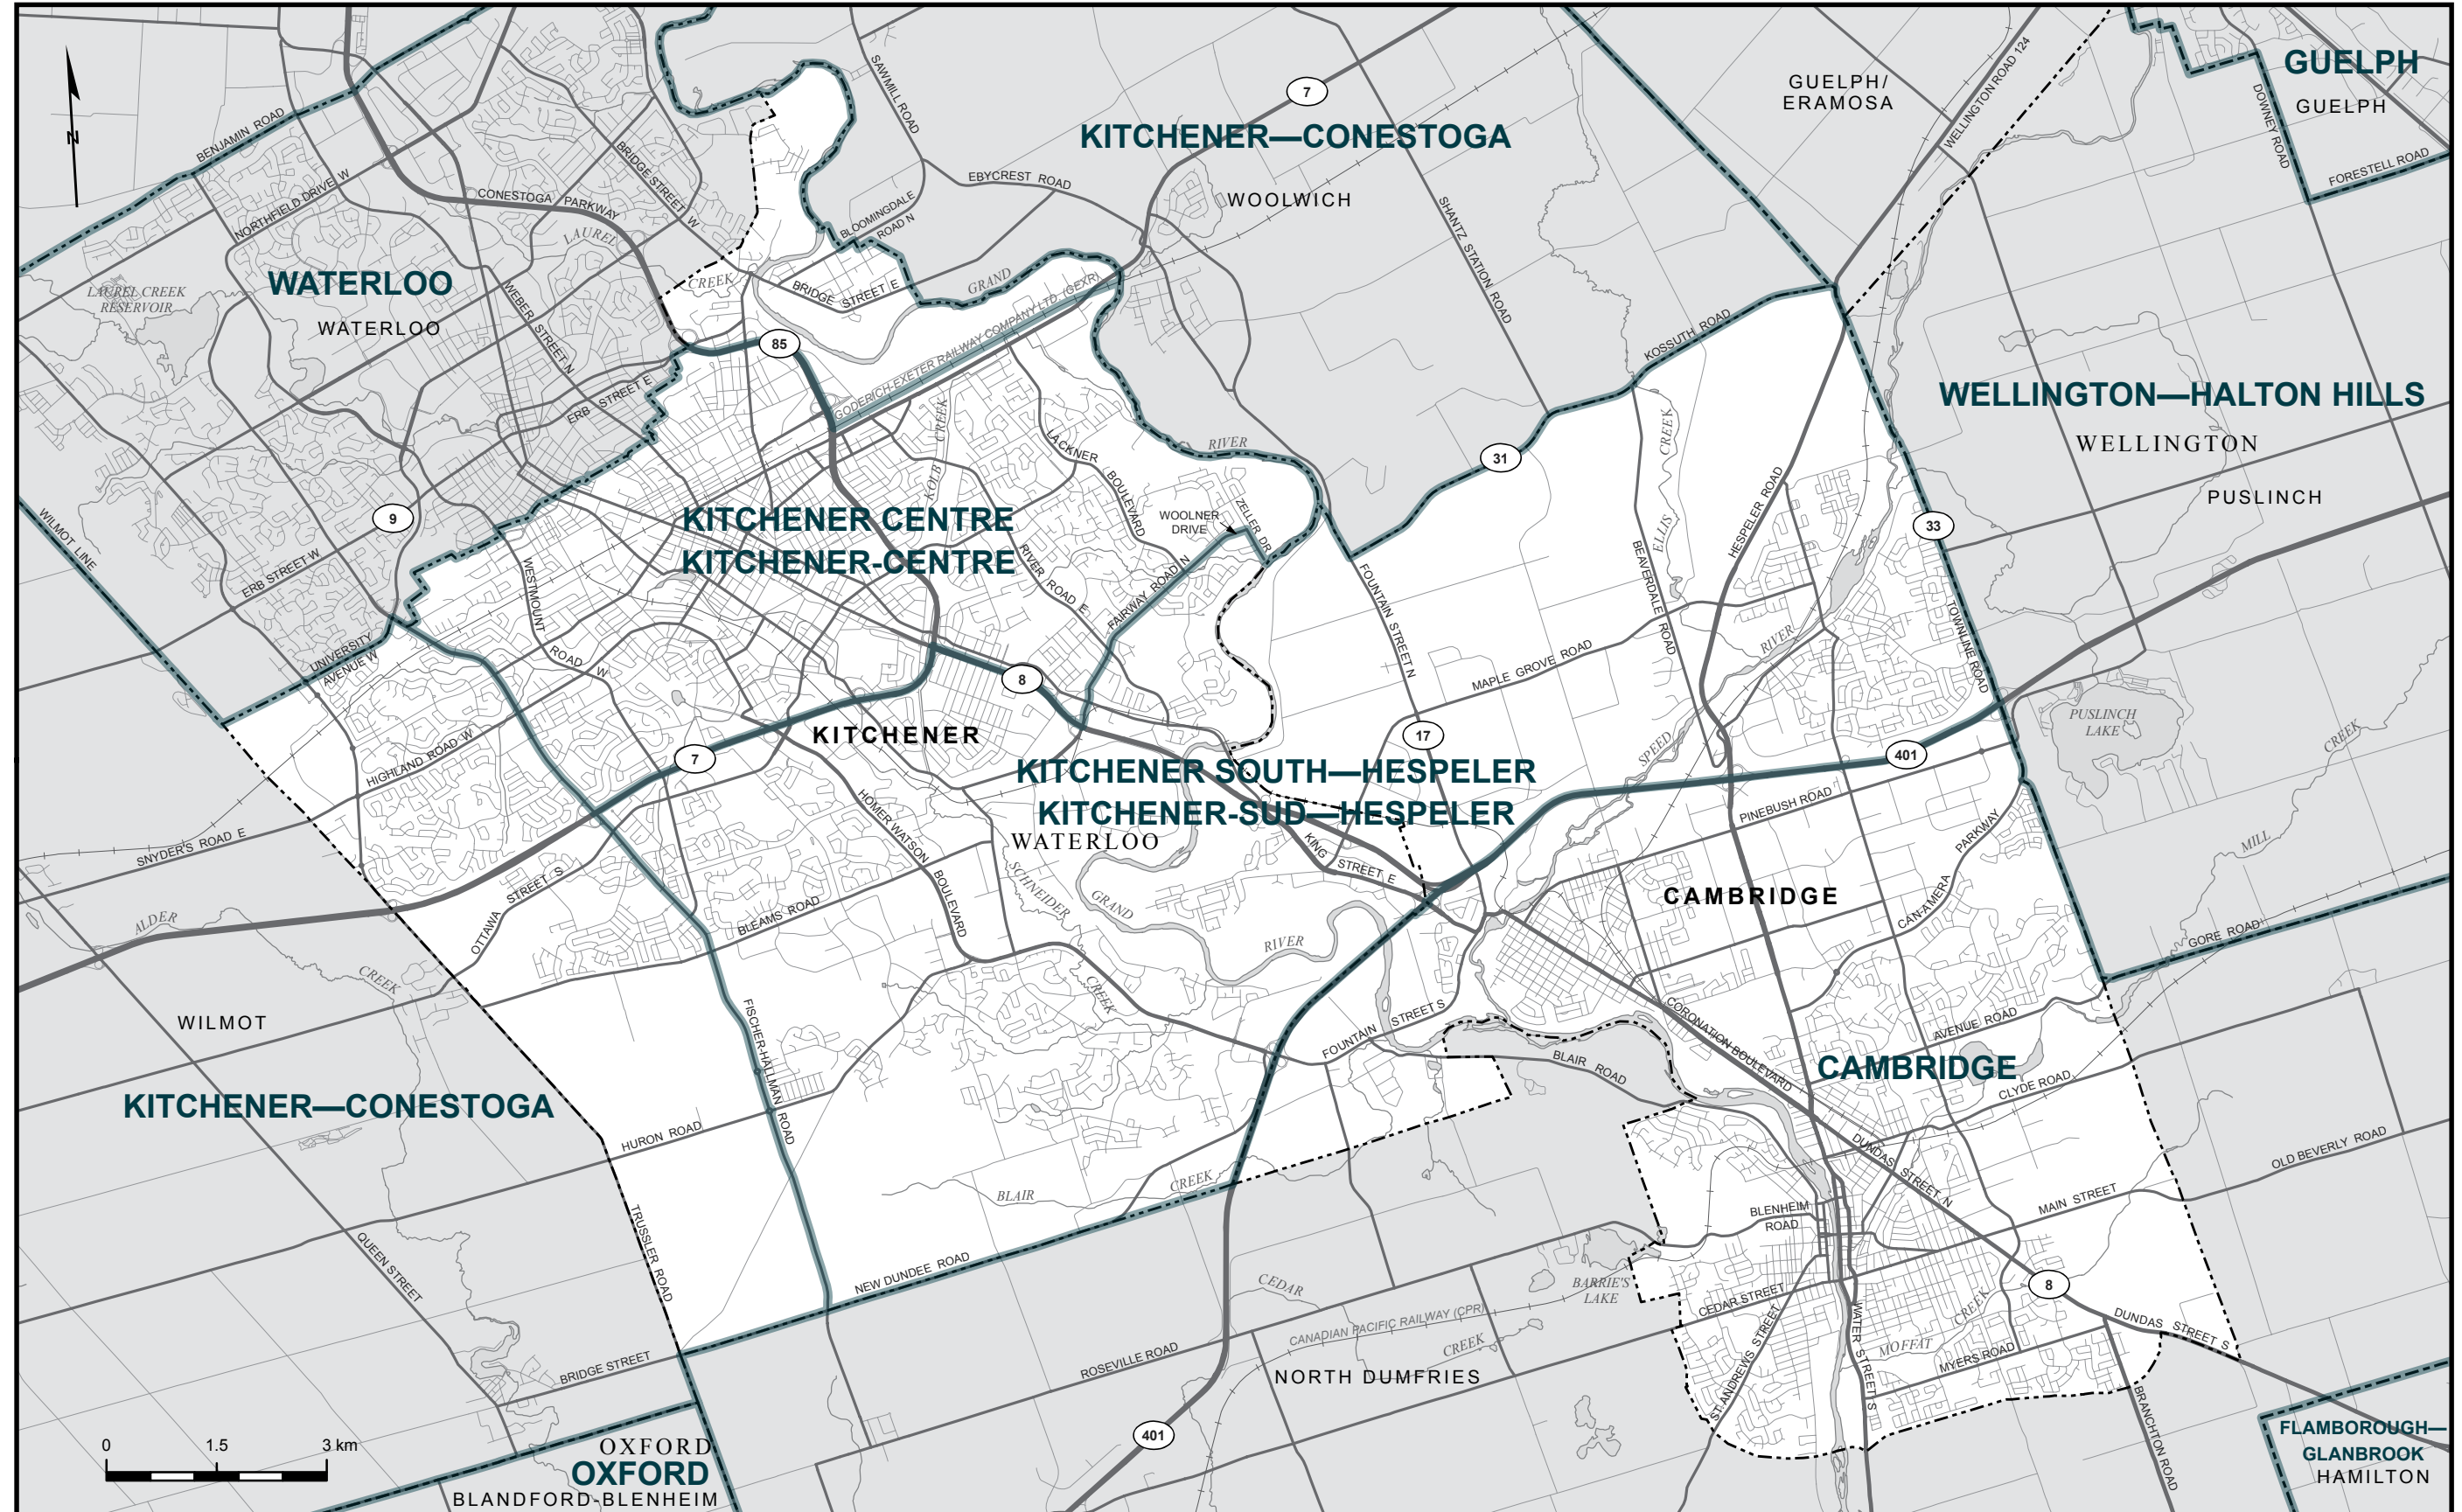 GUELPH
GUELPH
GUELPH/
ERAMOSA
WELLINGTON ROAD 124
DOWNEY ROAD
FORESTELL ROAD
7
KITCHENER—CONESTOGA
WOOLWICH
SAWMILL ROAD
EBYCREST ROAD
SHANTZ STATION ROAD
BLOOMINGDALE
ROAD N
N
BENJAMIN ROAD
NORTHFIELD DRIVE W
BRIDGE STREET W
CONESTOGA PARKWAY
LAUREL
CREEK
LAUREL CREEK
RESERVOIR
WATERLOO
WATERLOO
WEBER STREET N
BRIDGE STREET E
GRAND
GODERICH-EXETER RAILWAY COMPANY LTD. (GEXR)
85
ERB STREET E
KOSSUTH ROAD
WELLINGTON—HALTON HILLS
WELLINGTON
PUSLINCH
KOLB CREEK
LACKNER
BOULEVARD
RIVER
31
ELLIS CREEK
HESPELER ROAD
33
9
WILMOT LINE
ERB STREET W
KITCHENER CENTRE
KITCHENER-CENTRE
WOOLNER
DRIVE
ZELLER DR
RIVER ROAD E
FAIRWAY ROAD N
WESTMOUNT
ROAD W
FOUNTAIN STREET N
BEAVERDALE ROAD
TOWNLINE ROAD
UNIVERSITY
AVENUE W
MAPLE GROVE ROAD
RIVER
SPEED
8
KITCHENER
7
17
401
PUSLINCH
LAKE
CREEK
MILL
HIGHLAND ROAD W
KITCHENER SOUTH—HESPELER
KITCHENER-SUD—HESPELER
WATERLOO
HOMER WATSON
BOULEVARD
PINEBUSH ROAD
SNYDER'S ROAD E
KING STREET E
CAN-AMERA
PARKWAY
OTTAWA STREET S
BLEAMS ROAD
SCHNEIDER
CREEK
GRAND
RIVER
CAMBRIDGE
GORE ROAD
ALDER
CREEK
WILMOT
FISCHER-HALLMAN ROAD
FOUNTAIN STREET S
BLAIR ROAD
CORONATION BOULEVARD
AVENUE ROAD
CAMBRIDGE
CLYDE ROAD
KITCHENER—CONESTOGA
HURON ROAD
DUNDAS STREET N
OLD BEVERLY ROAD
BLAIR
CREEK
MAIN STREET
BLENHEIM
ROAD
TRUSSLER ROAD
QUEEN STREET
NEW DUNDEE ROAD
CEDAR
CREEK
BARRIE'S
LAKE
CEDAR STREET
8
DUNDAS STREET S
CANADIAN PACIFIC RAILWAY (CPR)
ST. ANDREWS STREET
WATER STREET S
MOFFAT
CREEK
MYERS ROAD
BRIDGE STREET
ROSEVILLE ROAD
NORTH DUMFRIES
BRANCHTON ROAD
401
0 1.5 3 km
OXFORD
OXFORD
BLANDFORD-BLENHEIM
FLAMBOROUGH—
GLANBROOK
HAMILTON